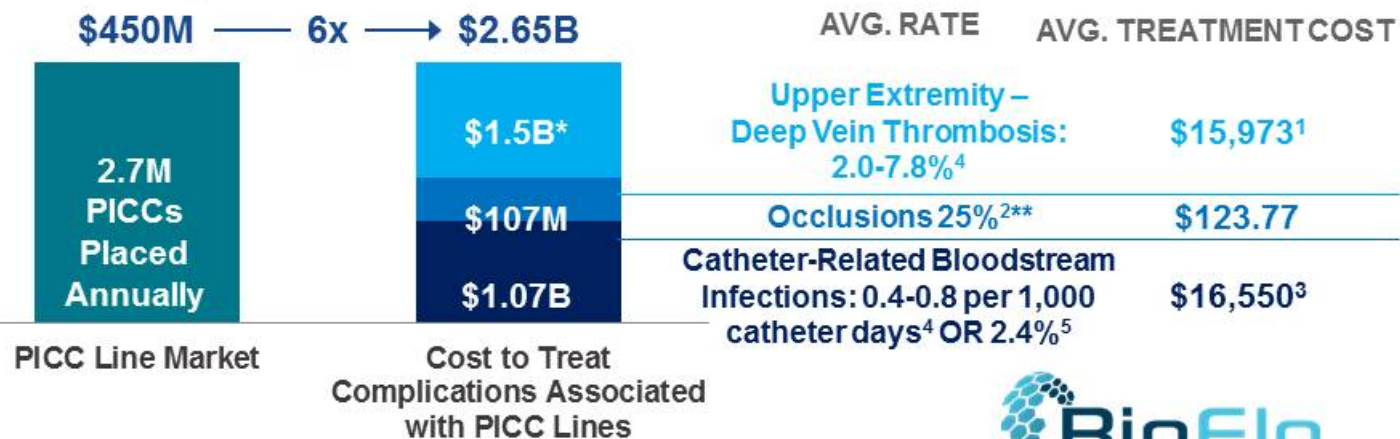 $450M 6x $2.65B
AVG. RATE AVG. TREATMENT COST
2.7M
PICCs
Placed
Annually
$1.5B*
$107M
$1.07B
Upper Extremity –
Deep Vein Thrombosis:
2.0-7.8%⁴
$15,973¹
Occlusions 25%²**
$123.77
Catheter-Related Bloodstream
Infections: 0.4-0.8 per 1,000
catheter days⁴ OR 2.4%⁵
$16,550³
PICC Line Market
Cost to Treat
Complications Associated
with PICC Lines
BioFlo